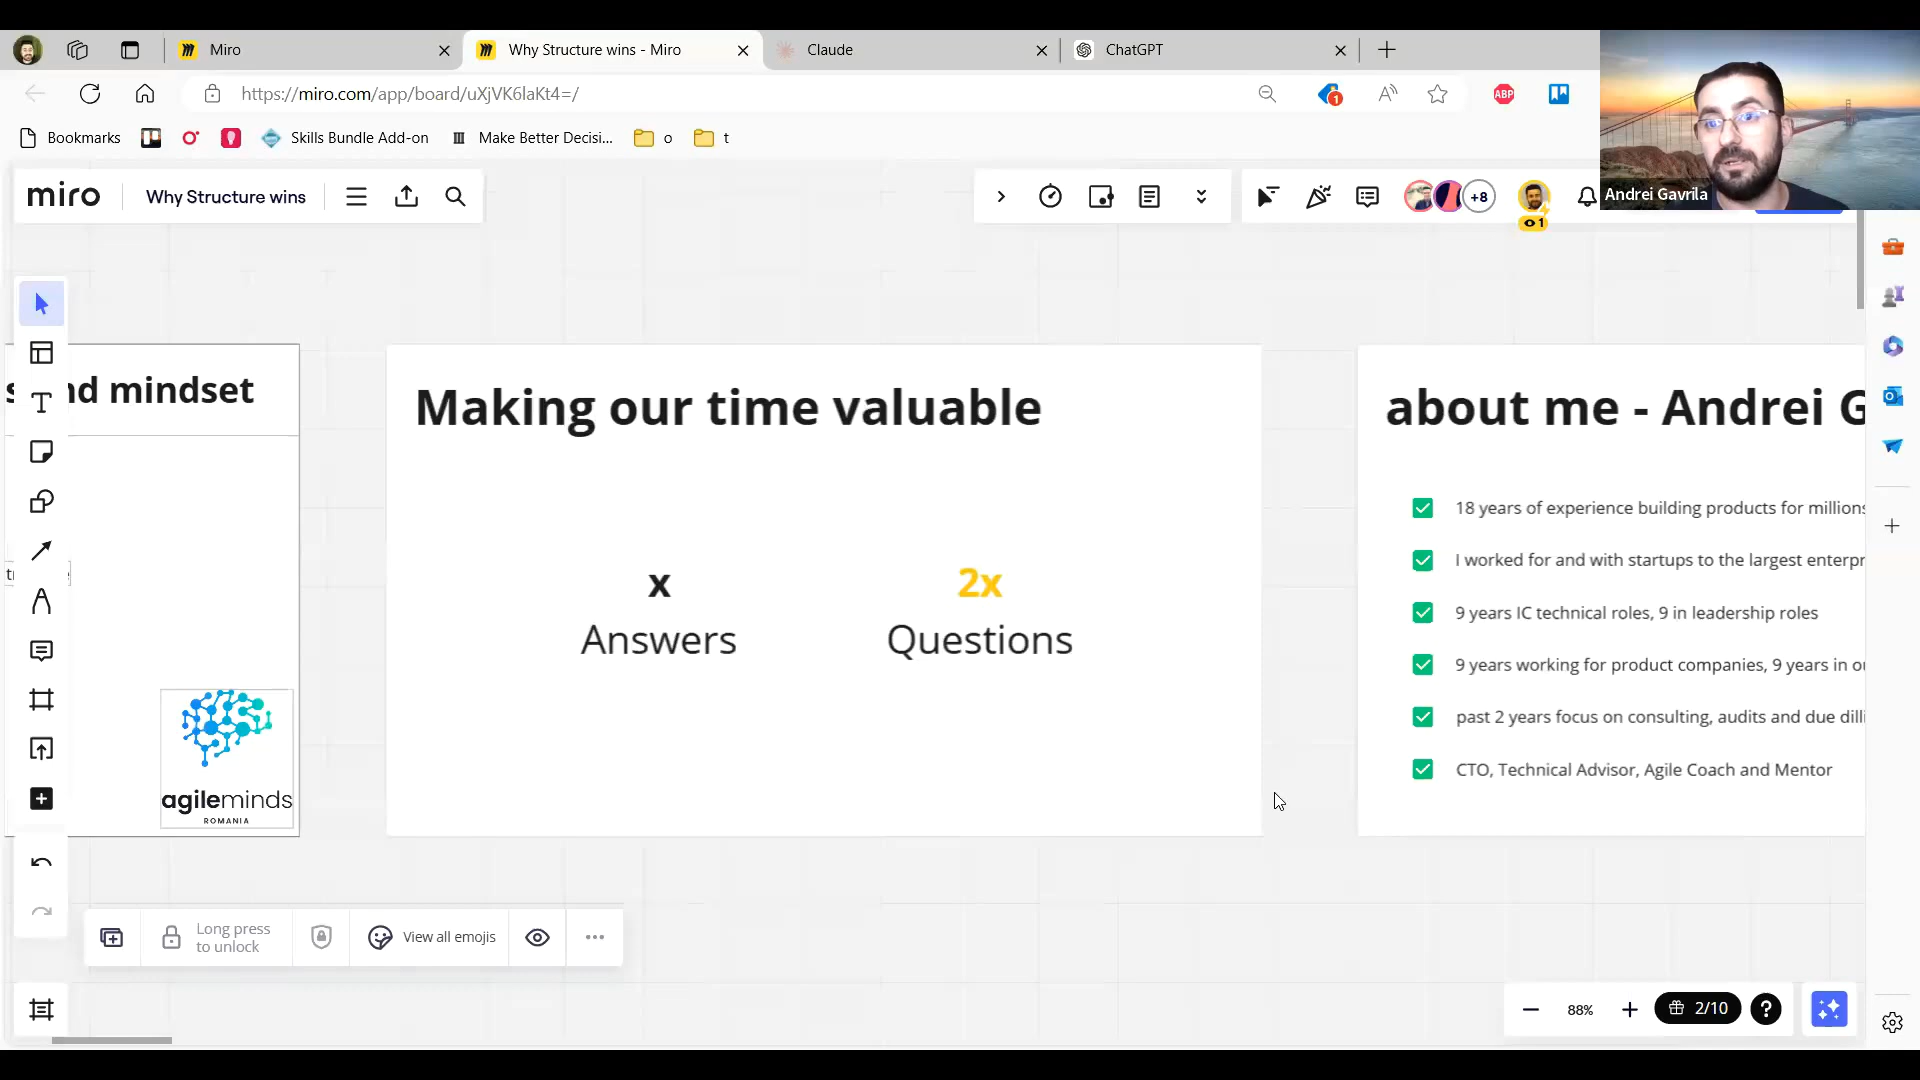 Miro
Why Structure wins - Miro
Claude
ChatGPT
https://miro.com/app/board/uXjVK6laKt4=/
1
ABP
Bookmarks
Skills Bundle Add-on
Make Better Decisi...
o
t
Andrei Gavrila
miro
Why Structure wins
+8
1
nd mindset
agileminds
ROMANIA
Making our time valuable
x
Answers
2x
Questions
about me - Andrei G
18 years of experience building products for millions
I worked for and with startups to the largest enterpr
9 years IC technical roles, 9 in leadership roles
9 years working for product companies, 9 years in ou
past 2 years focus on consulting, audits and due dilli
CTO, Technical Advisor, Agile Coach and Mentor
Long press
to unlock
View all emojis
88%
2/10
?